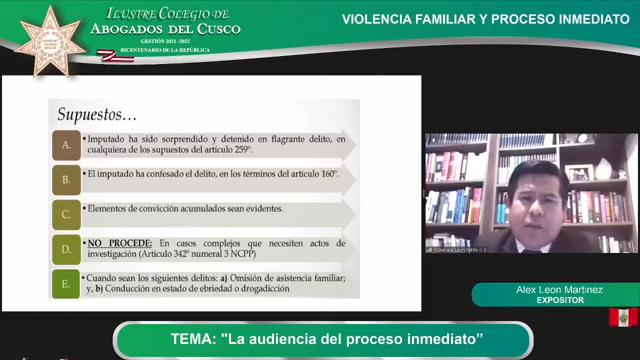 ILUSTRE COLEGIO DE
ABOGADOS DEL CUSCO
GESTIÓN 2021 -2022
BICENTENARIO DE LA REPÚBLICA
VIOLENCIA FAMILIAR Y PROCESO INMEDIATO
Supuestos…
A.
•Imputado ha sido sorprendido y detenido en flagrante delito, en
cualquiera de los supuestos del artículo 259º.
B.
•El imputado ha confesado el delito, en los términos del artículo 160º.
C.
•Elementos de convicción acumulados sean evidentes.
D.
•NO PROCEDE: En casos complejos que necesiten actos de
investigación (Artículo 342º numeral 3 NCPP)
E.
•Cuando sean los siguientes delitos: a) Omisión de asistencia familiar;
y, b) Conducción en estado de ebriedad o drogadicción
Alex Leon Martinez
EXPOSITOR
TEMA: "La audiencia del proceso inmediato”